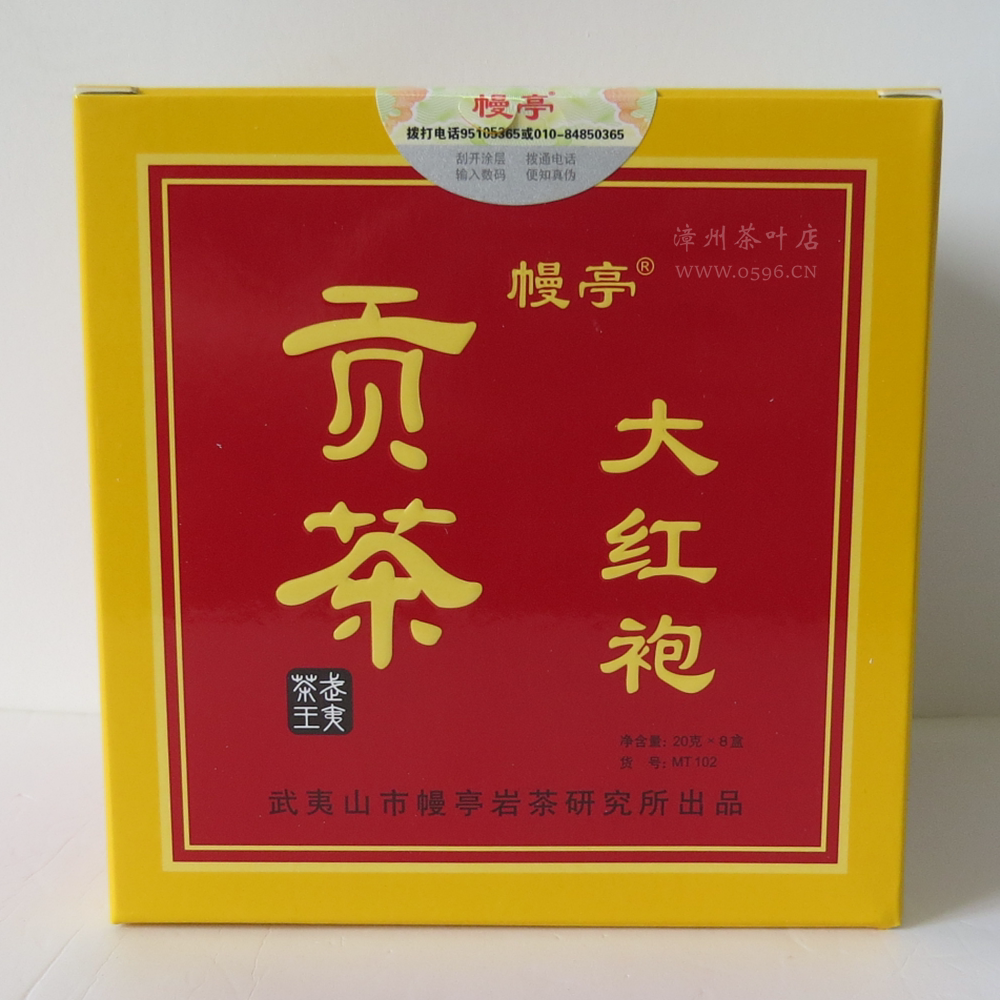 幔亭
拨打电话95105365或010-84850365
刮开涂层 拨通电话
输入数码 便知真伪
漳州茶叶店
WWW.0596.CN
幔亭®
贡茶
大红袍
武夷茶王
净含量：20克×8盒
货 号：MT102
武夷山市幔亭岩茶研究所出品